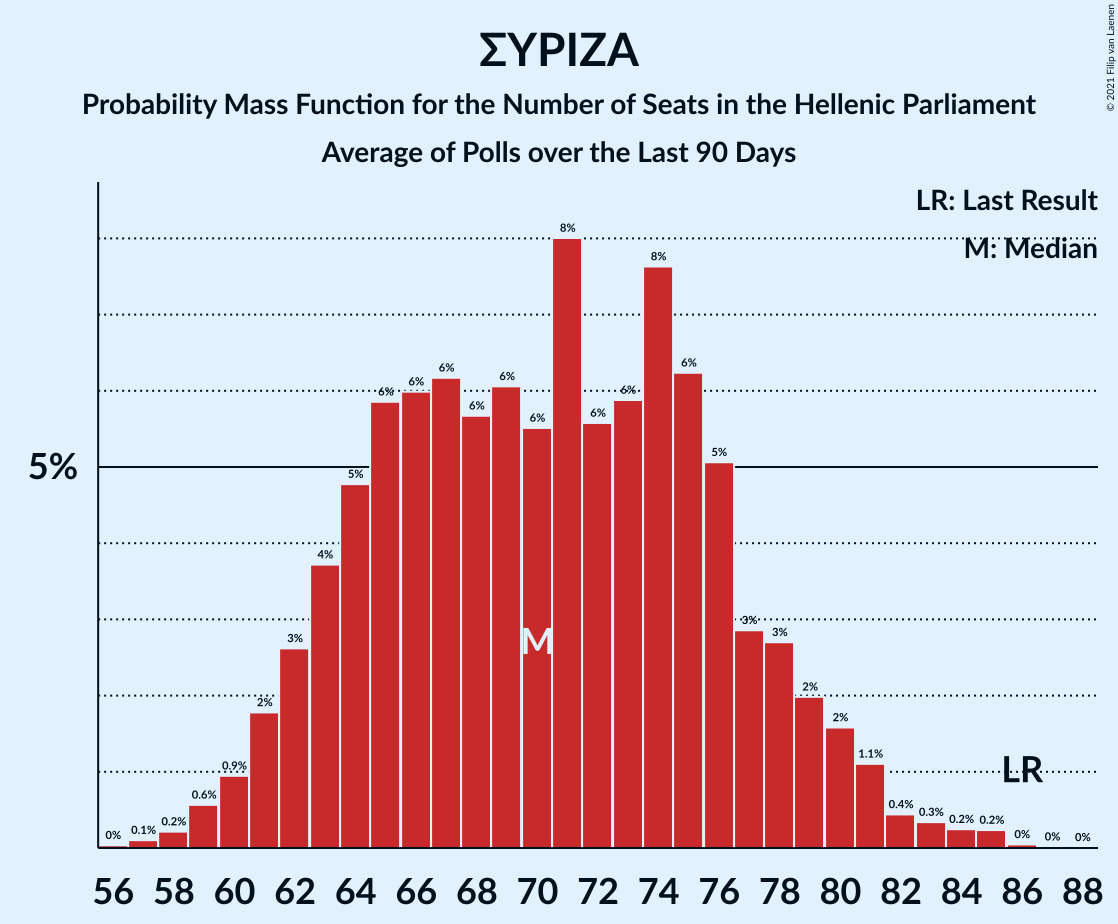 ΣΥΡΙΖΑ
Probability Mass Function for the Number of Seats in the Hellenic Parliament
Average of Polls over the Last 90 Days
© 2021 Filip van Laenen
LR: Last Result
M: Median
5%
0% 0.1% 0.2% 0.6% 0.9% 2% 3% 4% 5% 6% 6% 6% 6% 6% 6% 8% 6% 6% 8% 6% 5% 3% 3% 2% 2% 1.1% 0.4% 0.3% 0.2% 0.2% 0% 0% 0%
M
LR
56 58 60 62 64 66 68 70 72 74 76 78 80 82 84 86 88